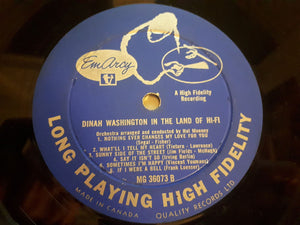 EmArcy
A High Fidelity
Recording
DINAH WASHINGTON IN THE LAND OF HI-FI
Orchestra arranged and conducted by Hal Mooney
1. NOTHING EVER CHANGES MY LOVE FOR YOU
(Segal - Fisher)
2. WHAT'LL I TELL MY HEART (Tinturn - Lawrence)
3. SUNNY SIDE OF THE STREET (Jim Fields - McHugh)
4. SAY IT ISN'T SO (Irving Berlin)
5. SOMETIMES I'M HAPPY (Vincent Youmans)
6. IF I WERE A BELL (Frank Loesser)
MG 36073 B
LONG PLAYING HIGH FIDELITY
MADE IN CANADA QUALITY RECORDS LTD.